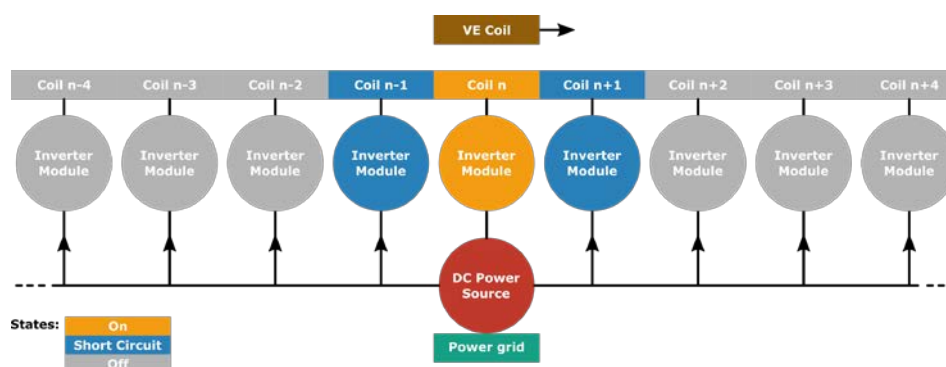 VE Coil
Coil n-4 Coil n-3 Coil n-2 Coil n-1 Coil n Coil n+1 Coil n+2 Coil n+3 Coil n+4
Inverter Inverter Inverter Inverter Inverter Inverter Inverter Inverter Inverter
Module Module Module Module Module Module Module Module Module
DC Power
Source
States:
On
Short Circuit
Off
Power grid